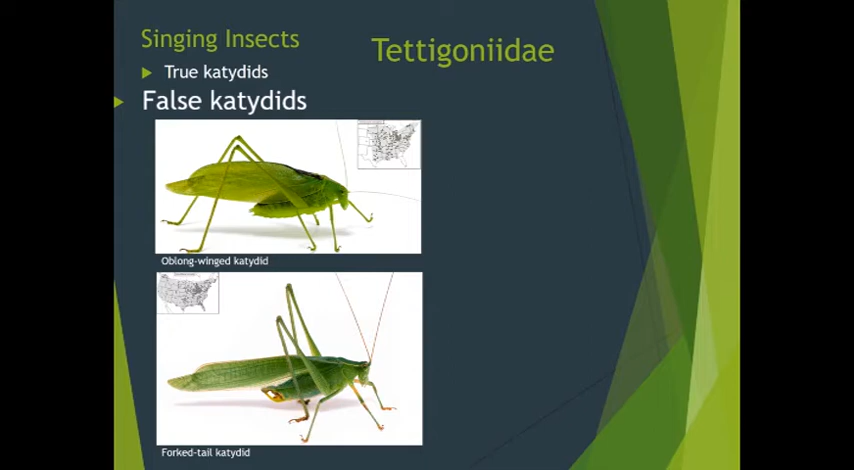 Singing Insects
Tettigoniidae
True katydids
False katydids
Oblong-winged katydid
Forked-tail katydid